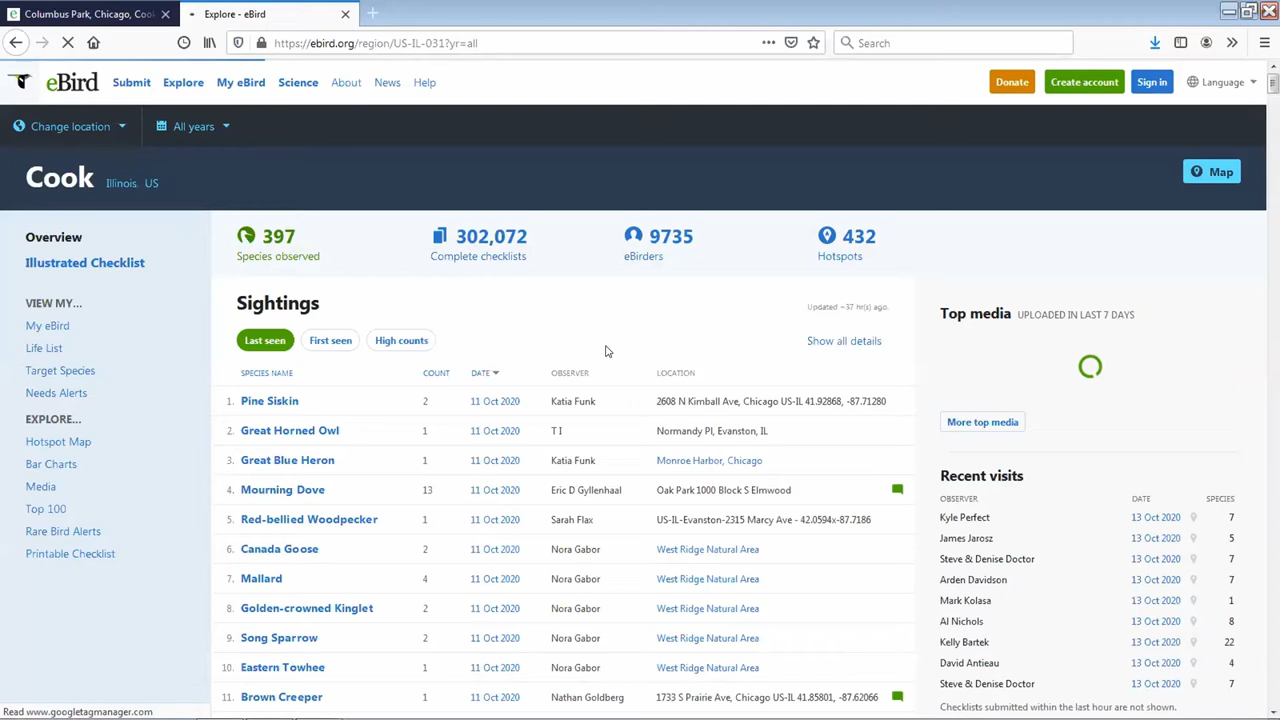 Columbus Park, Chicago, Coo
Explore - eBird
https://ebird.org/region/US-IL-031?yr=all
Search
eBird Submit Explore My eBird Science About News Help Donate Create account Sign in Language
Change location All years
Cook Illinois, US Map
Overview
Illustrated Checklist
VIEW MY...
My eBird
Life List
Target Species
Needs Alerts
EXPLORE...
Hotspot Map
Bar Charts
Media
Top 100
Rare Bird Alerts
Printable Checklist
397 302,072 9735 432
Species observed Complete checklists eBirders Hotspots
Sightings Updated ~37 hr(s) ago.
Last seen First seen High counts Show all details
SPECIES NAME COUNT DATE OBSERVER LOCATION
1. Pine Siskin 2 11 Oct 2020 Katia Funk 2608 N Kimball Ave, Chicago US-IL 41.92868, -87.71280
2. Great Horned Owl 1 11 Oct 2020 T I Normandy Pl, Evanston, IL
3. Great Blue Heron 1 11 Oct 2020 Katia Funk Monroe Harbor, Chicago
4. Mourning Dove 13 11 Oct 2020 Eric D Gyllenhaal Oak Park 1000 Block S Elmwood
5. Red-bellied Woodpecker 1 11 Oct 2020 Sarah Flax US-IL-Evanston-2315 Marcy Ave - 42.0594x-87.7186
6. Canada Goose 2 11 Oct 2020 Nora Gabor West Ridge Natural Area
7. Mallard 4 11 Oct 2020 Nora Gabor West Ridge Natural Area
8. Golden-crowned Kinglet 2 11 Oct 2020 Nora Gabor West Ridge Natural Area
9. Song Sparrow 2 11 Oct 2020 Nora Gabor West Ridge Natural Area
10. Eastern Towhee 1 11 Oct 2020 Nora Gabor West Ridge Natural Area
11. Brown Creeper 1 11 Oct 2020 Nathan Goldberg 1733 S Prairie Ave, Chicago US-IL 41.85801, -87.62066
Top media UPLOADED IN LAST 7 DAYS
More top media
Recent visits
OBSERVER DATE SPECIES
Kyle Perfect 13 Oct 2020 7
James Jarosz 13 Oct 2020 5
Steve & Denise Doctor 13 Oct 2020 7
Arden Davidson 13 Oct 2020 7
Mark Kolasa 13 Oct 2020 1
Al Nichols 13 Oct 2020 8
Kelly Bartek 13 Oct 2020 22
David Antieau 13 Oct 2020 4
Steve & Denise Doctor 13 Oct 2020 7
Checklists submitted within the last hour are not shown.
Read www.googletagmanager.com